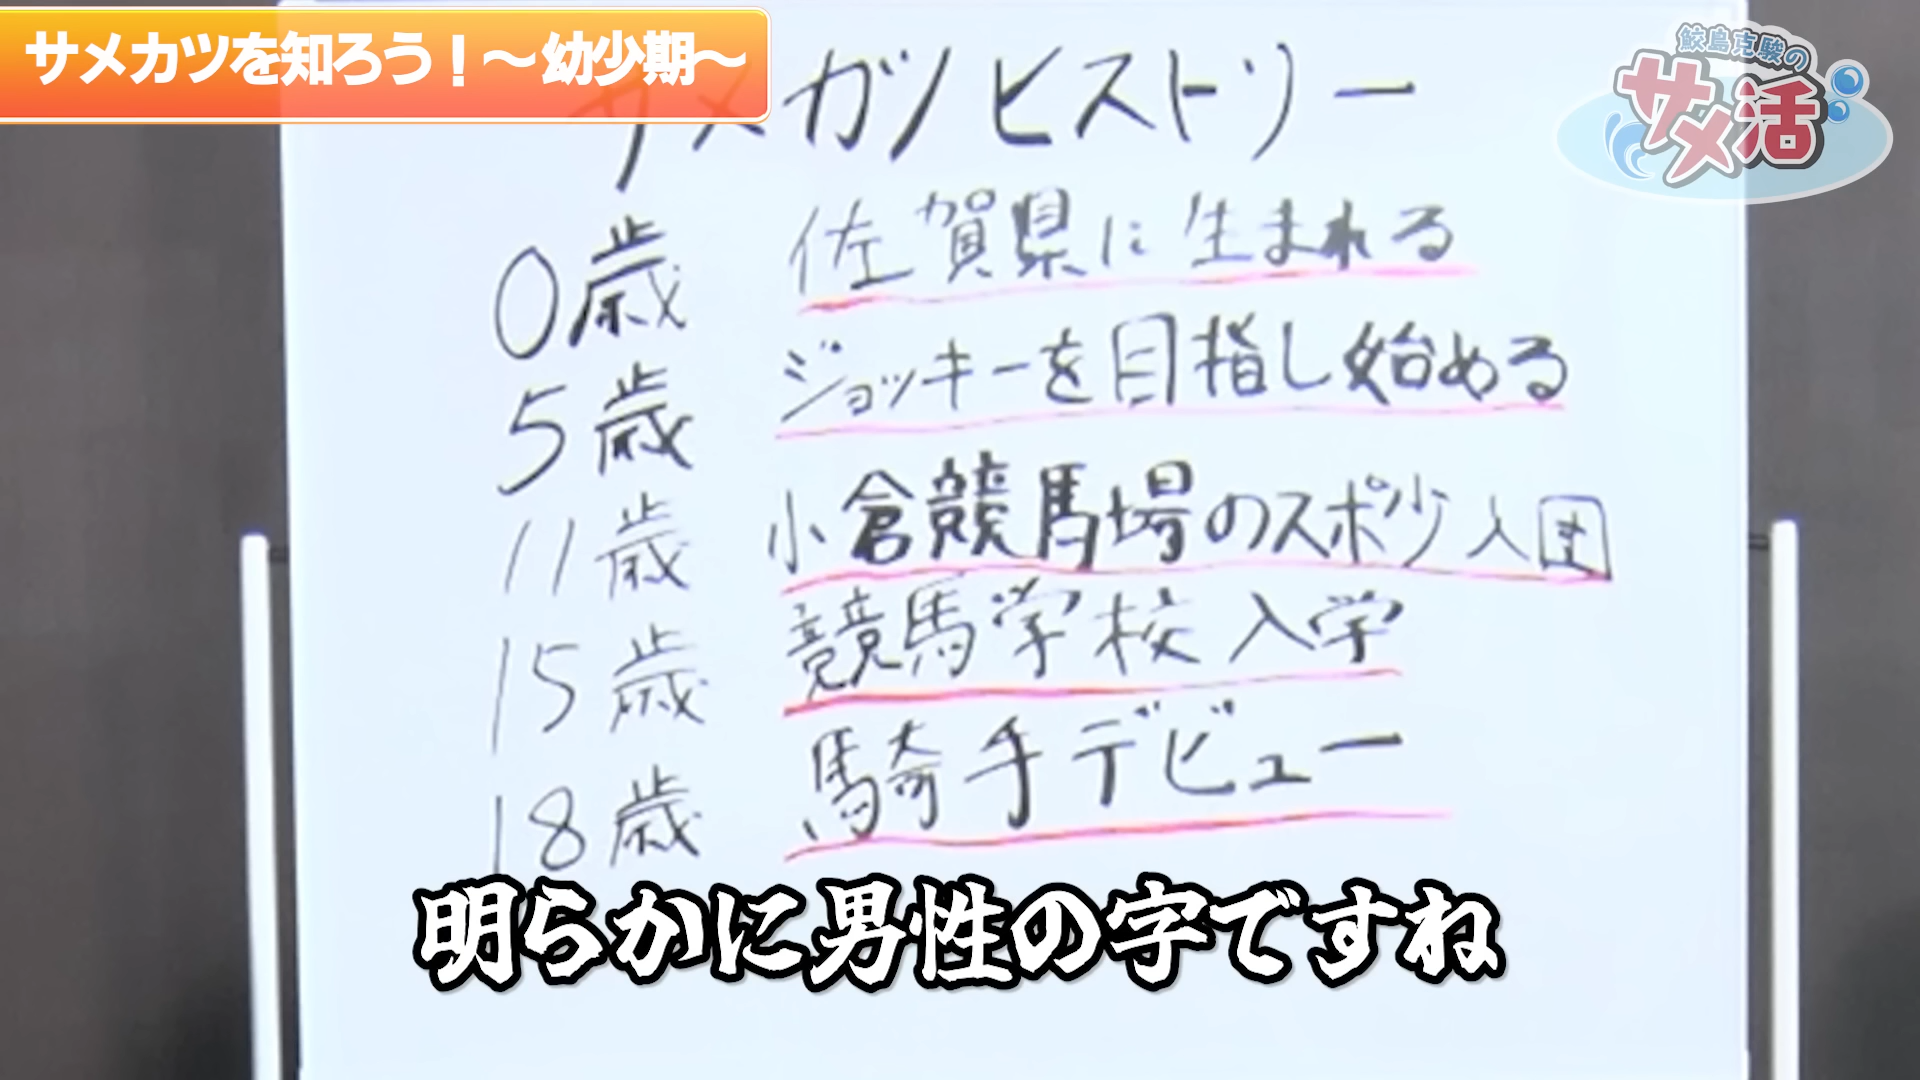 サメカツを知ろう！〜幼少期〜
鮫島克駿の
サメ活
サメカツヒストリー
0歳 佐賀県に生まれる
5歳 ジョッキーを目指し始める
11歳 小倉競馬場のスポ少入団
15歳 競馬学校入学
18歳 騎手デビュー
明らかに男性の字ですね